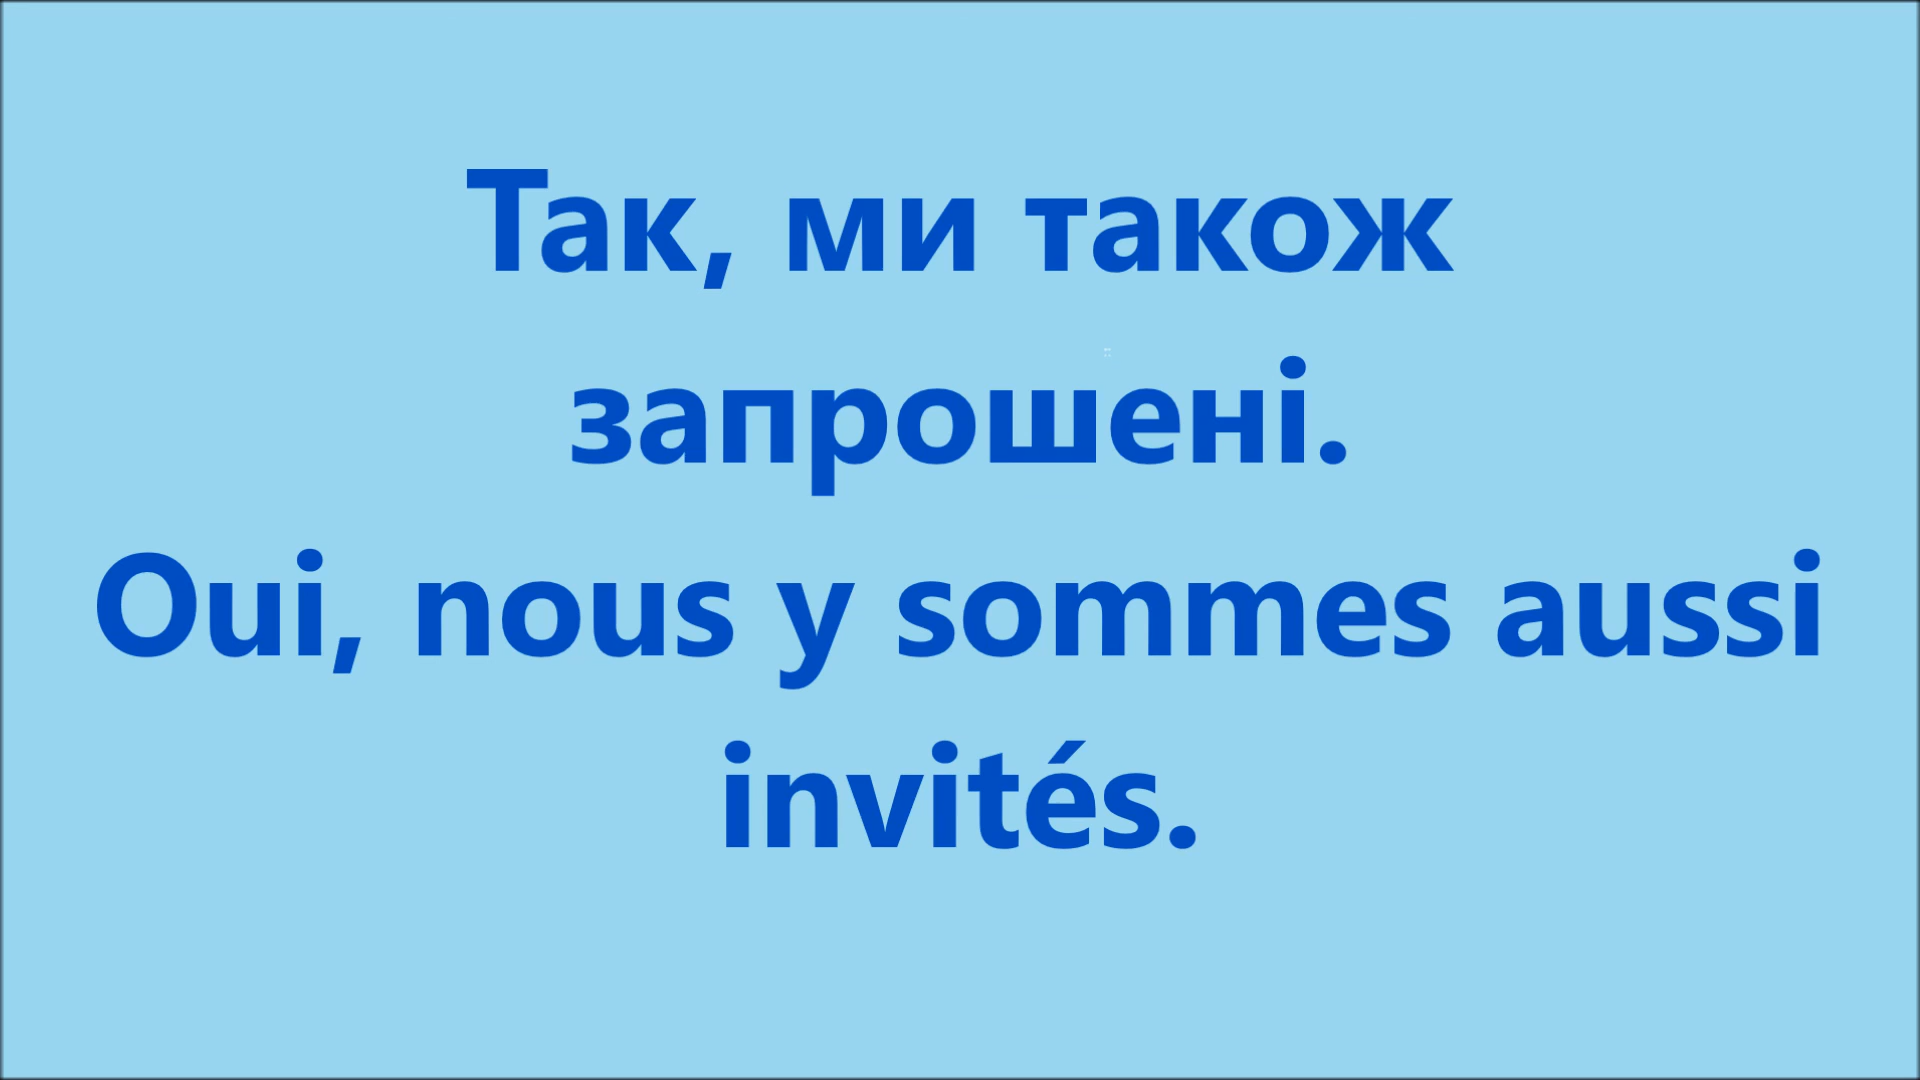 Так, ми також
запрошені.
Oui, nous y sommes aussi
invités.